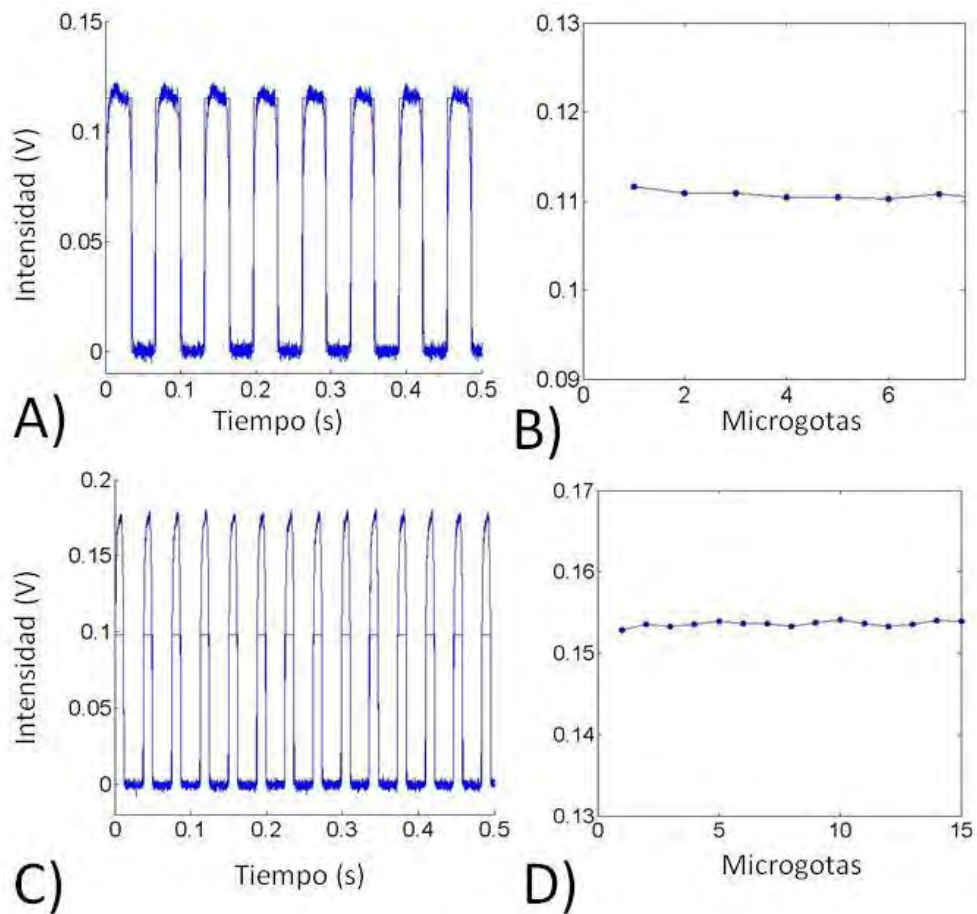 0.15
0.1
0.05
0
Intensidad (V)
0 0.1 0.2 0.3 0.4 0.5
Tiempo (s)
A)
0.13
0.12
0.11
0.1
0.09
0 2 4 6
Microgotas
B)
0.2
0.15
0.1
0.05
0
Intensidad (V)
0 0.1 0.2 0.3 0.4 0.5
Tiempo (s)
C)
0.17
0.16
0.15
0.14
0.13
0 5 10 15
Microgotas
D)